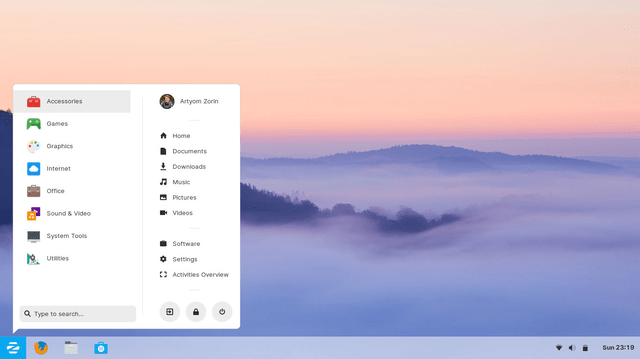 Accessories
Games
Graphics
Internet
Office
Sound & Video
System Tools
Utilities
Type to search...
Artyom Zorin
Home
Documents
Downloads
Music
Pictures
Videos
Software
Settings
Activities Overview
Sun 23:19